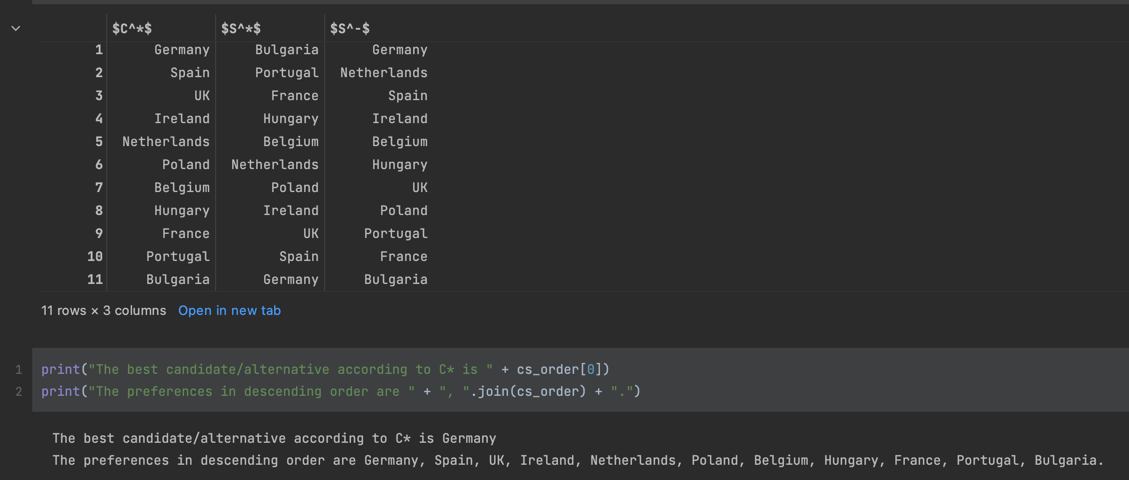 $C^*$ $S^*$ $S^-$
1 Germany Bulgaria Germany
2 Spain Portugal Netherlands
3 UK France Spain
4 Ireland Hungary Ireland
5 Netherlands Belgium Belgium
6 Poland Netherlands Hungary
7 Belgium Poland UK
8 Hungary Ireland Poland
9 France UK Portugal
10 Portugal Spain France
11 Bulgaria Germany Bulgaria
11 rows × 3 columns Open in new tab
1 print("The best candidate/alternative according to C* is " + cs_order[0])
2 print("The preferences in descending order are " + ", ".join(cs_order) + ".")
The best candidate/alternative according to C* is Germany
The preferences in descending order are Germany, Spain, UK, Ireland, Netherlands, Poland, Belgium, Hungary, France, Portugal, Bulgaria.